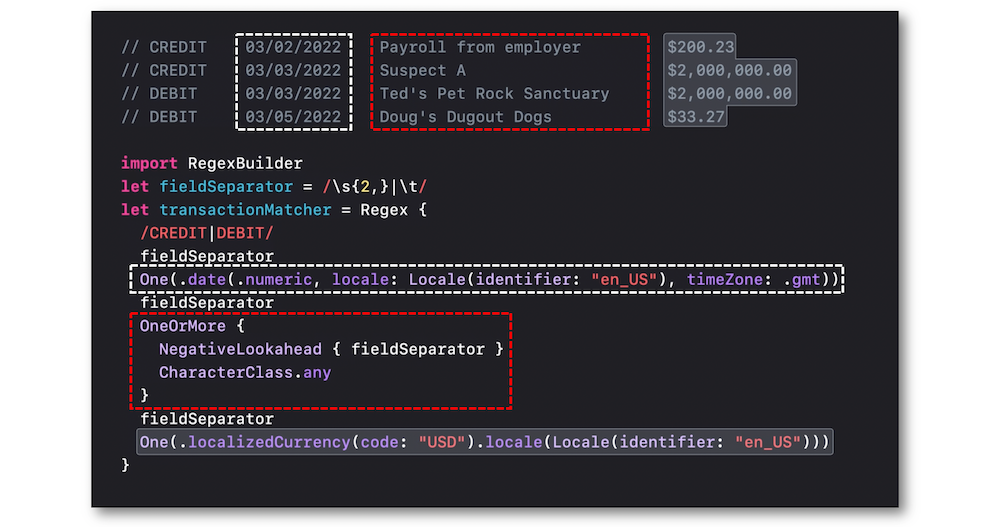 // CREDIT    03/02/2022    Payroll from employer         $200.23
// CREDIT    03/03/2022    Suspect A                     $2,000,000.00
// DEBIT     03/03/2022    Ted's Pet Rock Sanctuary      $2,000,000.00
// DEBIT     03/05/2022    Doug's Dugout Dogs            $33.27
import RegexBuilder
let fieldSeparator = /\s{2,}|\t/
let transactionMatcher = Regex {
  /CREDIT|DEBIT/
  fieldSeparator
  One(.date(.numeric, locale: Locale(identifier: "en_US"), timeZone: .gmt))
  fieldSeparator
  OneOrMore {
    NegativeLookahead { fieldSeparator }
    CharacterClass.any
  }
  fieldSeparator
  One(.localizedCurrency(code: "USD").locale(Locale(identifier: "en_US")))
}